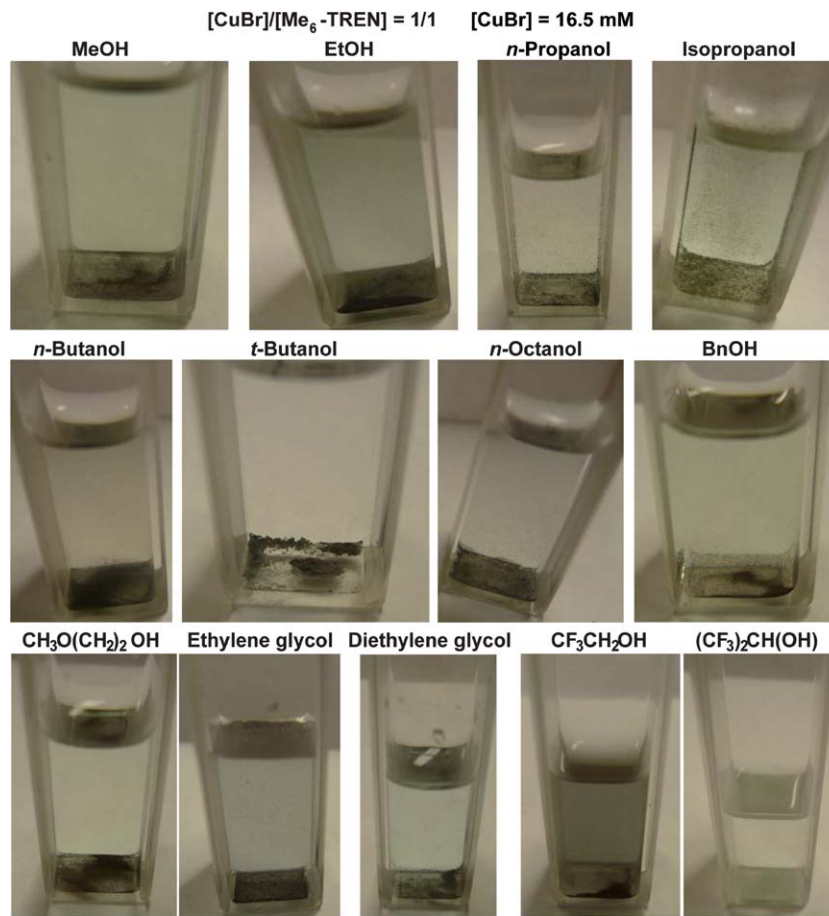 [CuBr]/[Me₆-TREN] = 1/1 [CuBr] = 16.5 mM
MeOH EtOH n-Propanol Isopropanol
n-Butanol t-Butanol n-Octanol BnOH
CH₃O(CH₂)₂ OH Ethylene glycol Diethylene glycol CF₃CH₂OH (CF₃)₂CH(OH)